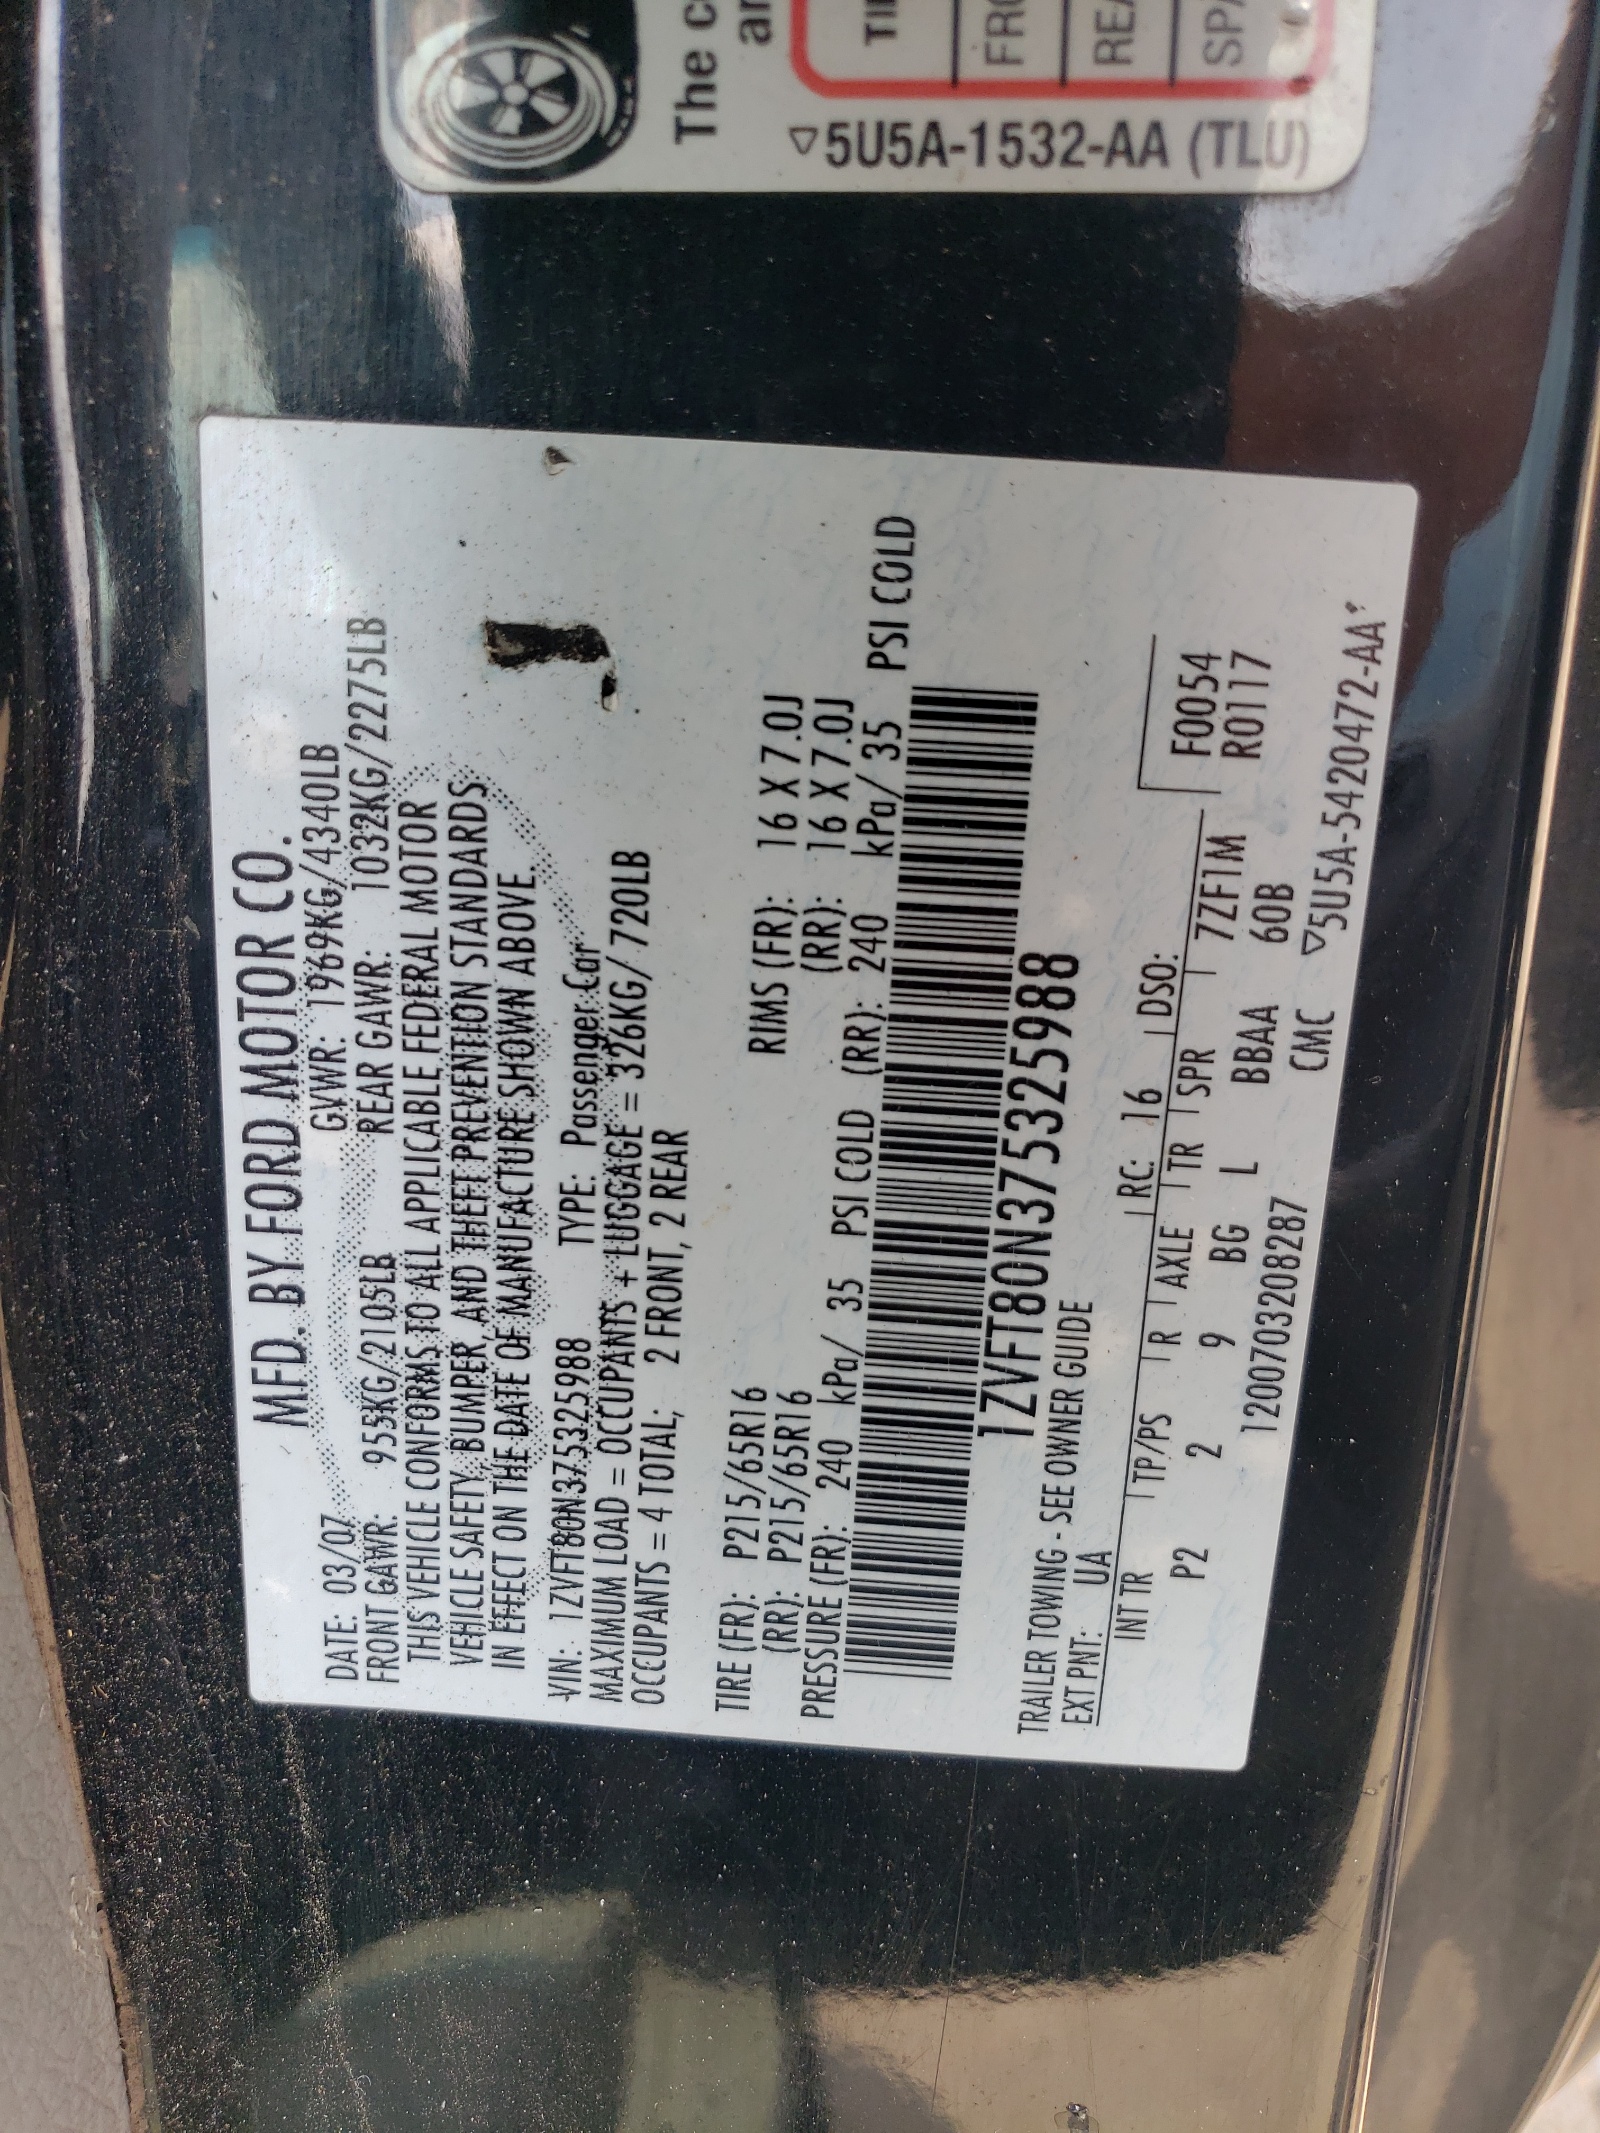 MFD. BY FORD MOTOR CO.
DATE: 03/07 GVWR: 1969KG/4340LB
FRONT GAWR: 955KG/2105LB REAR GAWR: 1032KG/2275LB
THIS VEHICLE CONFORMS TO ALL APPLICABLE FEDERAL MOTOR
VEHICLE SAFETY, BUMPER, AND THEFT PREVENTION STANDARDS
IN EFFECT ON THE DATE OF MANUFACTURE SHOWN ABOVE.
VIN: 1ZVFT80N375325988 TYPE: Passenger Car
MAXIMUM LOAD = OCCUPANTS + LUGGAGE = 326KG/720LB
OCCUPANTS = 4 TOTAL; 2 FRONT, 2 REAR
TIRE (FR): P215/65R16 RIMS (FR): 16 X 7.0J
(RR): P215/65R16 (RR): 16 X 7.0J
PRESSURE (FR): 240 kPa/ 35 PSI COLD (RR): 240 kPa/ 35 PSI COLD
1ZVFT80N375325988
TRAILER TOWING - SEE OWNER GUIDE
EXT PNT: UA RC: 16 DSO:
INT TR TP/PS R AXLE TR SPR
P2 2 9 BG L BBAA 7ZF1M 60B F0054 R0117
1200703208287 CMC ▽5U5A-5420472-AA
The c
an
TI
FRO
REA
SPA
▽5U5A-1532-AA (TLU)